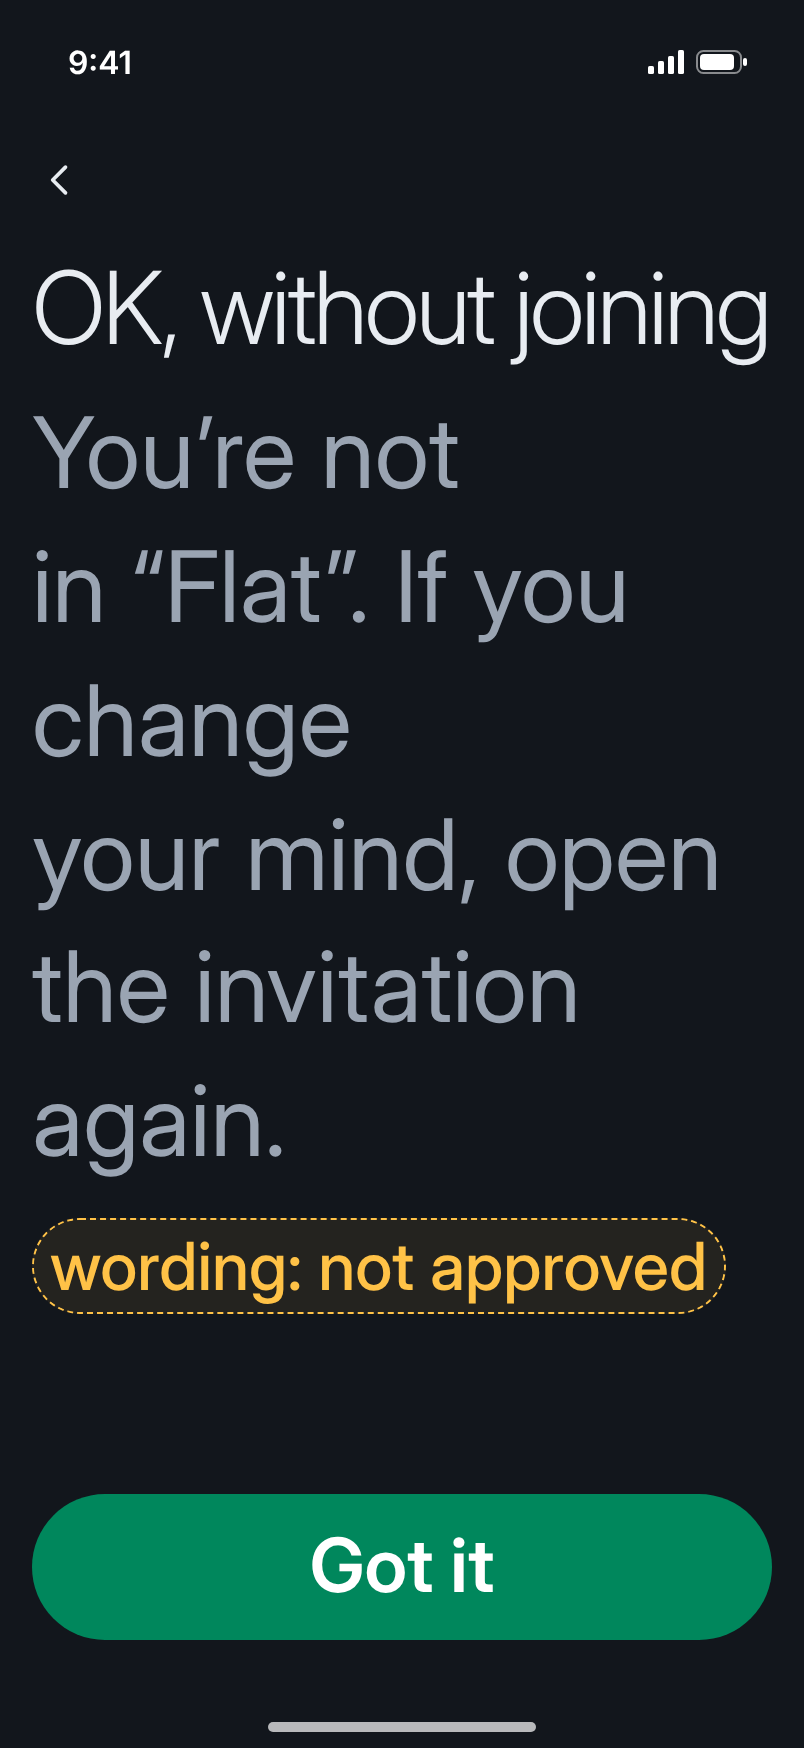 9:41
OK, without joining
You’re not
in “Flat”. If you
change
your mind, open
the invitation
again.
wording: not approved
Got it